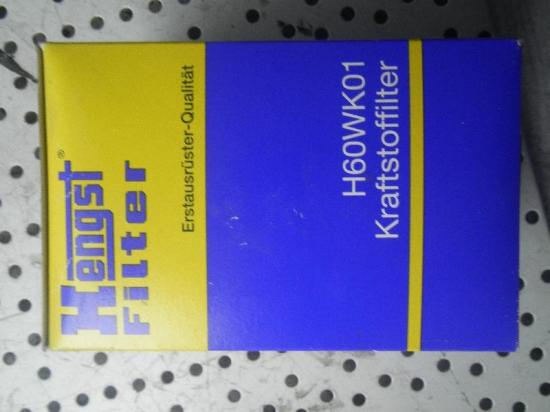 Hengst®
Filter
Erstausrüster-Qualität
H60WK01
Kraftstoffilter